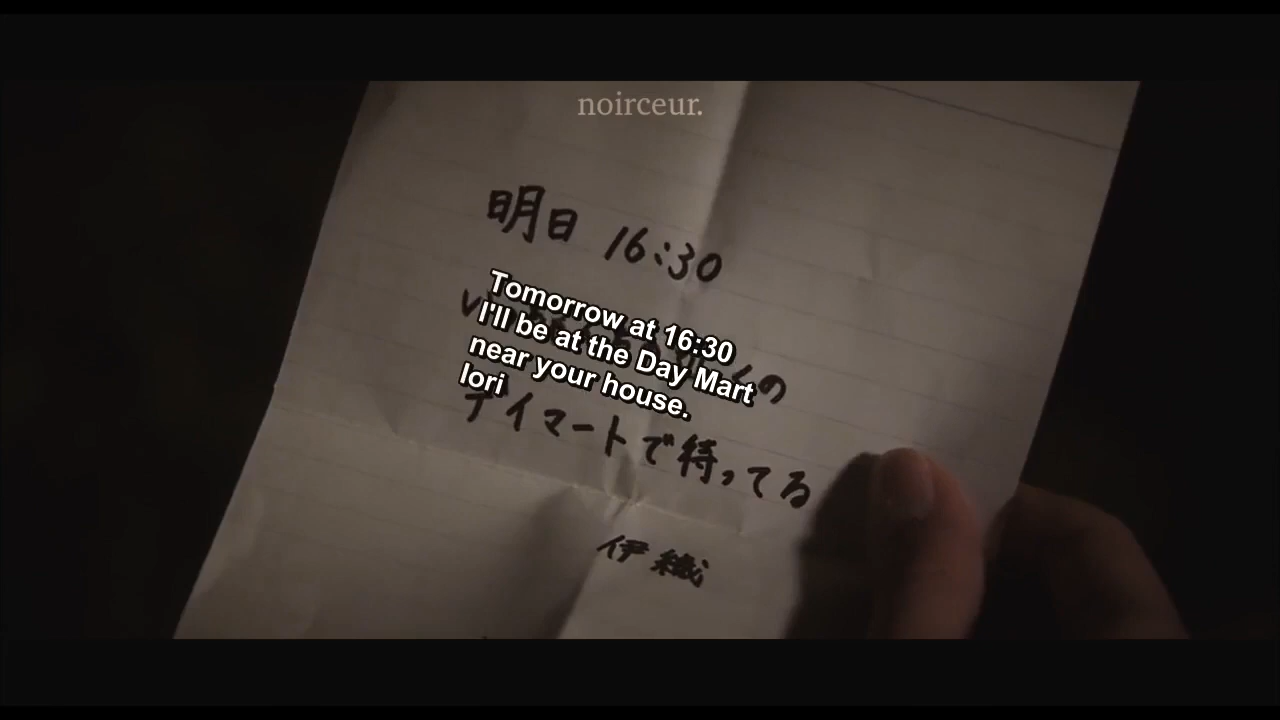 noirceur.
明日 16:30
Tomorrow at 16:30
I'll be at the Day Mart
near your house.
Iori
の
デイマートで待ってる
伊織